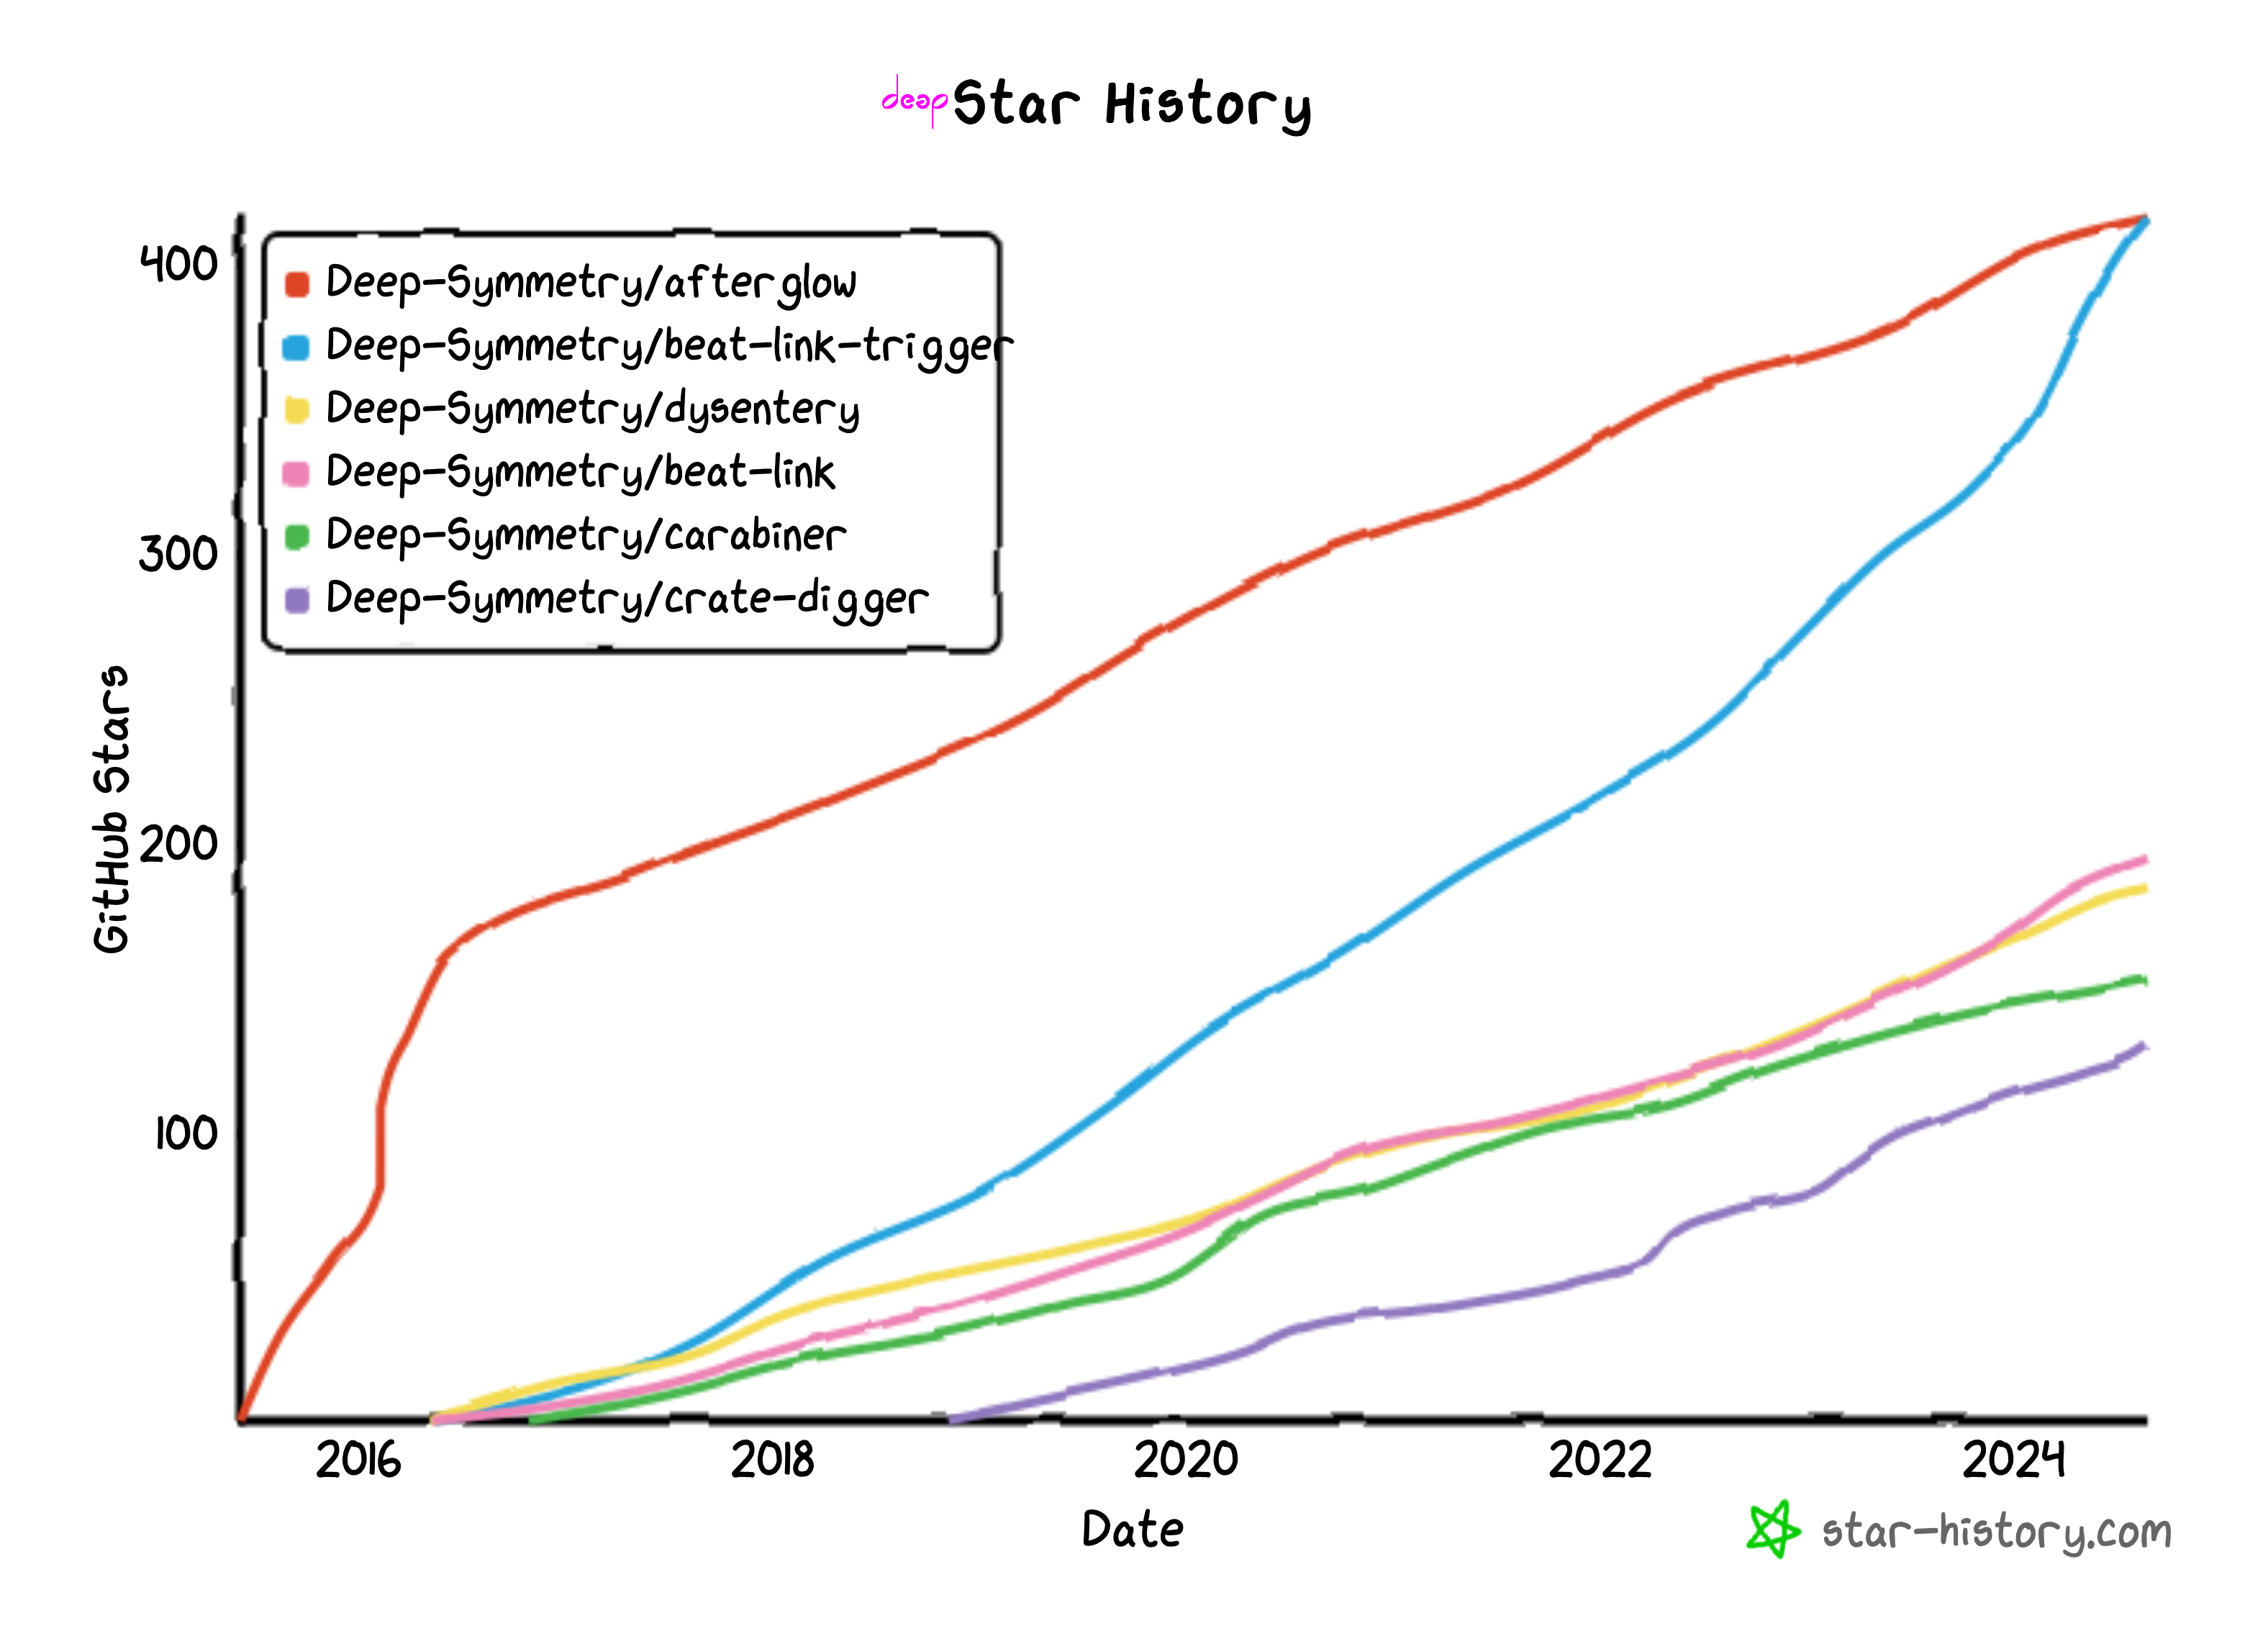 deep Star History
400
300
200
100
GitHub Stars
Deep-Symmetry/afterglow
Deep-Symmetry/beat-link-trigger
Deep-Symmetry/dysentery
Deep-Symmetry/beat-link
Deep-Symmetry/carabiner
Deep-Symmetry/crate-digger
2016 2018 2020 2022 2024
Date
star-history.com